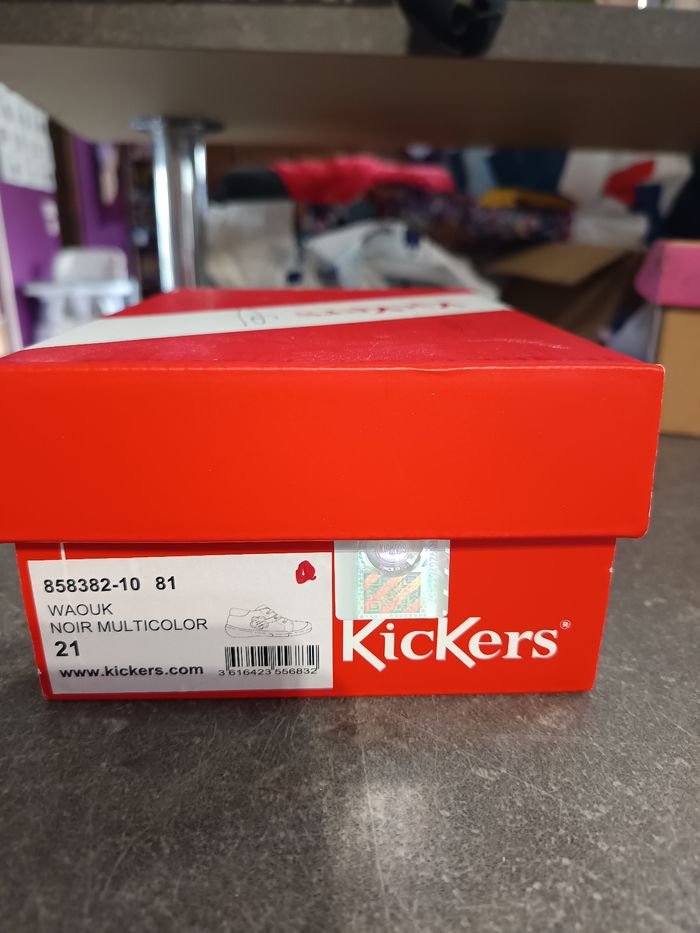 858382-10 81
WAOUK
NOIR MULTICOLOR
21
www.kickers.com
3 616423 556832
KicKers®